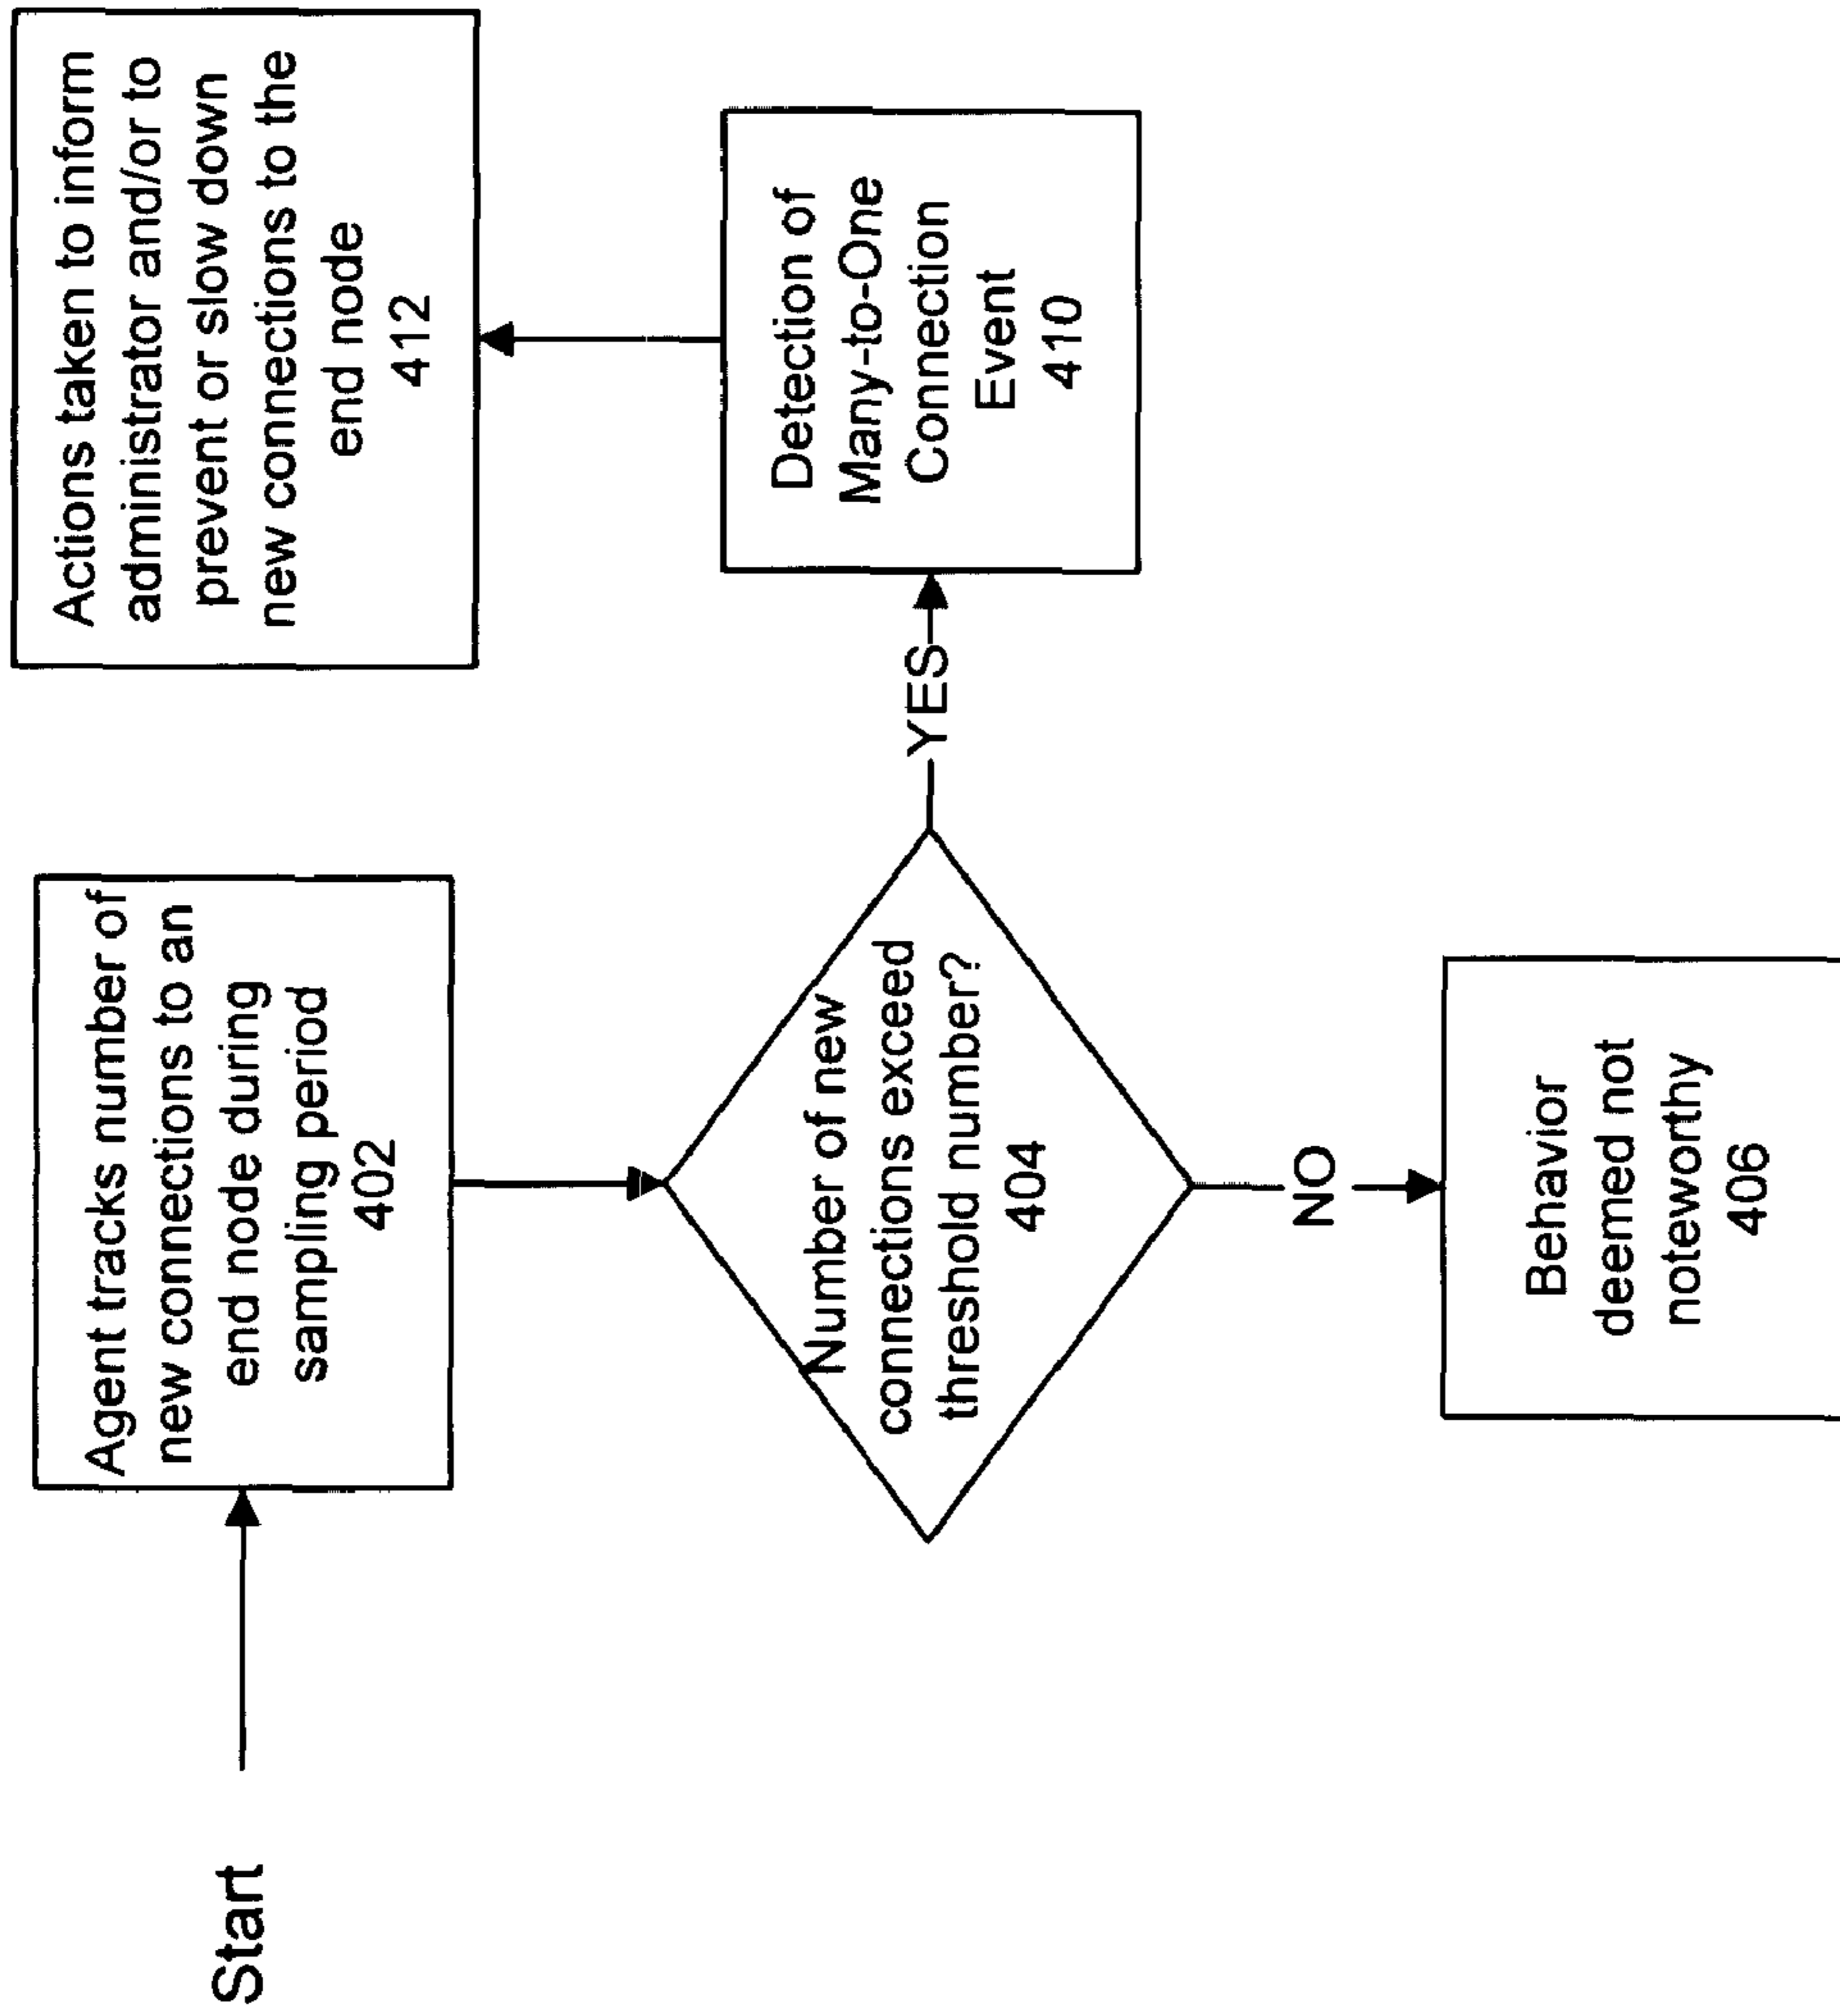 Start
Agent tracks number of
new connections to an
end node during
sampling period
402
Number of new
connections exceed
threshold number?
404
YES
NO
Behavior
deemed not
noteworthy
406
Detection of
Many-to-One
Connection
Event
410
Actions taken to inform
administrator and/or to
prevent or slow down
new connections to the
end node
412